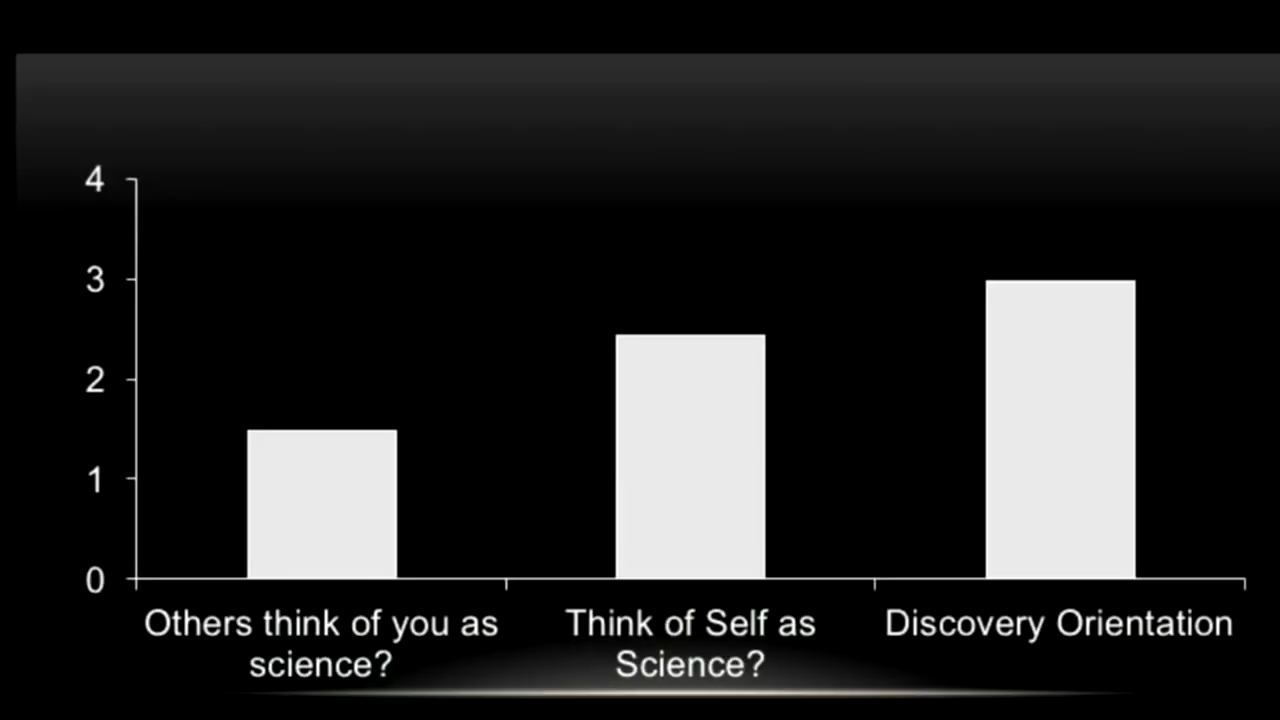 4
3
2
1
0
Others think of you as
science?
Think of Self as
Science?
Discovery Orientation